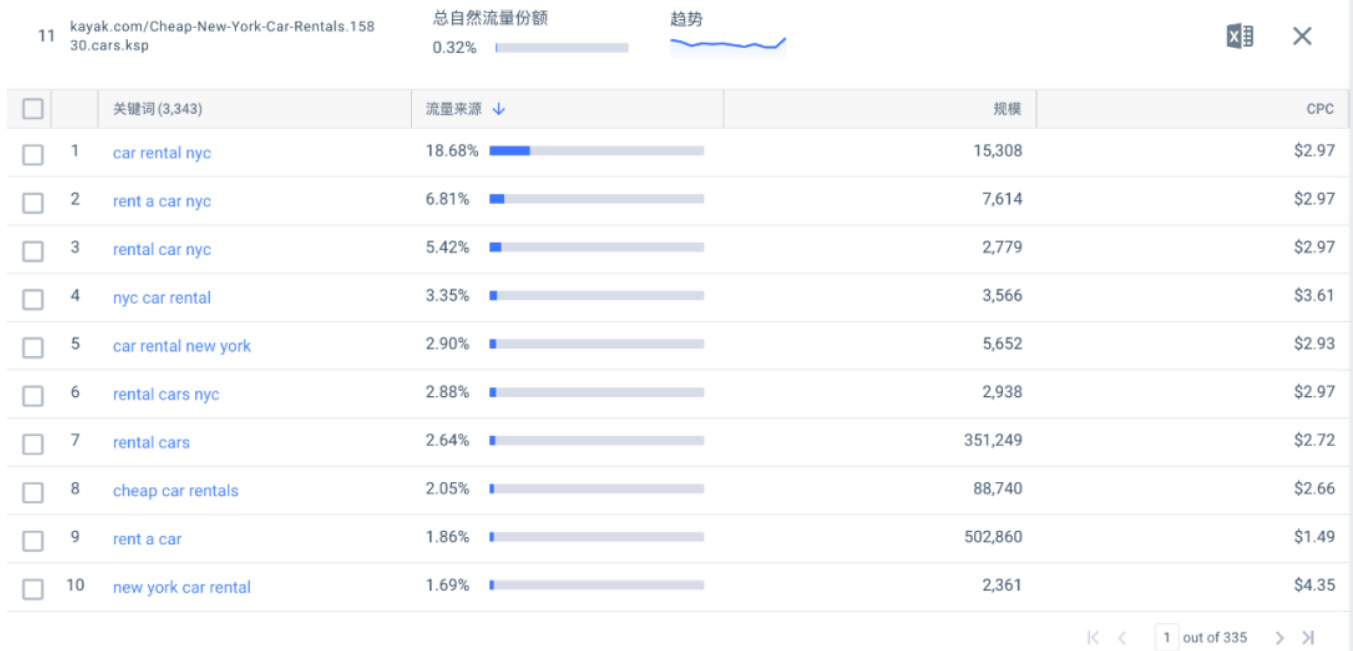 11
kayak.com/Cheap-New-York-Car-Rentals.158
30.cars.ksp
总自然流量份额
0.32%
趋势
关键词 (3,343) 流量来源 规模 CPC
1 car rental nyc 18.68% 15,308 $2.97
2 rent a car nyc 6.81% 7,614 $2.97
3 rental car nyc 5.42% 2,779 $2.97
4 nyc car rental 3.35% 3,566 $3.61
5 car rental new york 2.90% 5,652 $2.93
6 rental cars nyc 2.88% 2,938 $2.97
7 rental cars 2.64% 351,249 $2.72
8 cheap car rentals 2.05% 88,740 $2.66
9 rent a car 1.86% 502,860 $1.49
10 new york car rental 1.69% 2,361 $4.35
1 out of 335